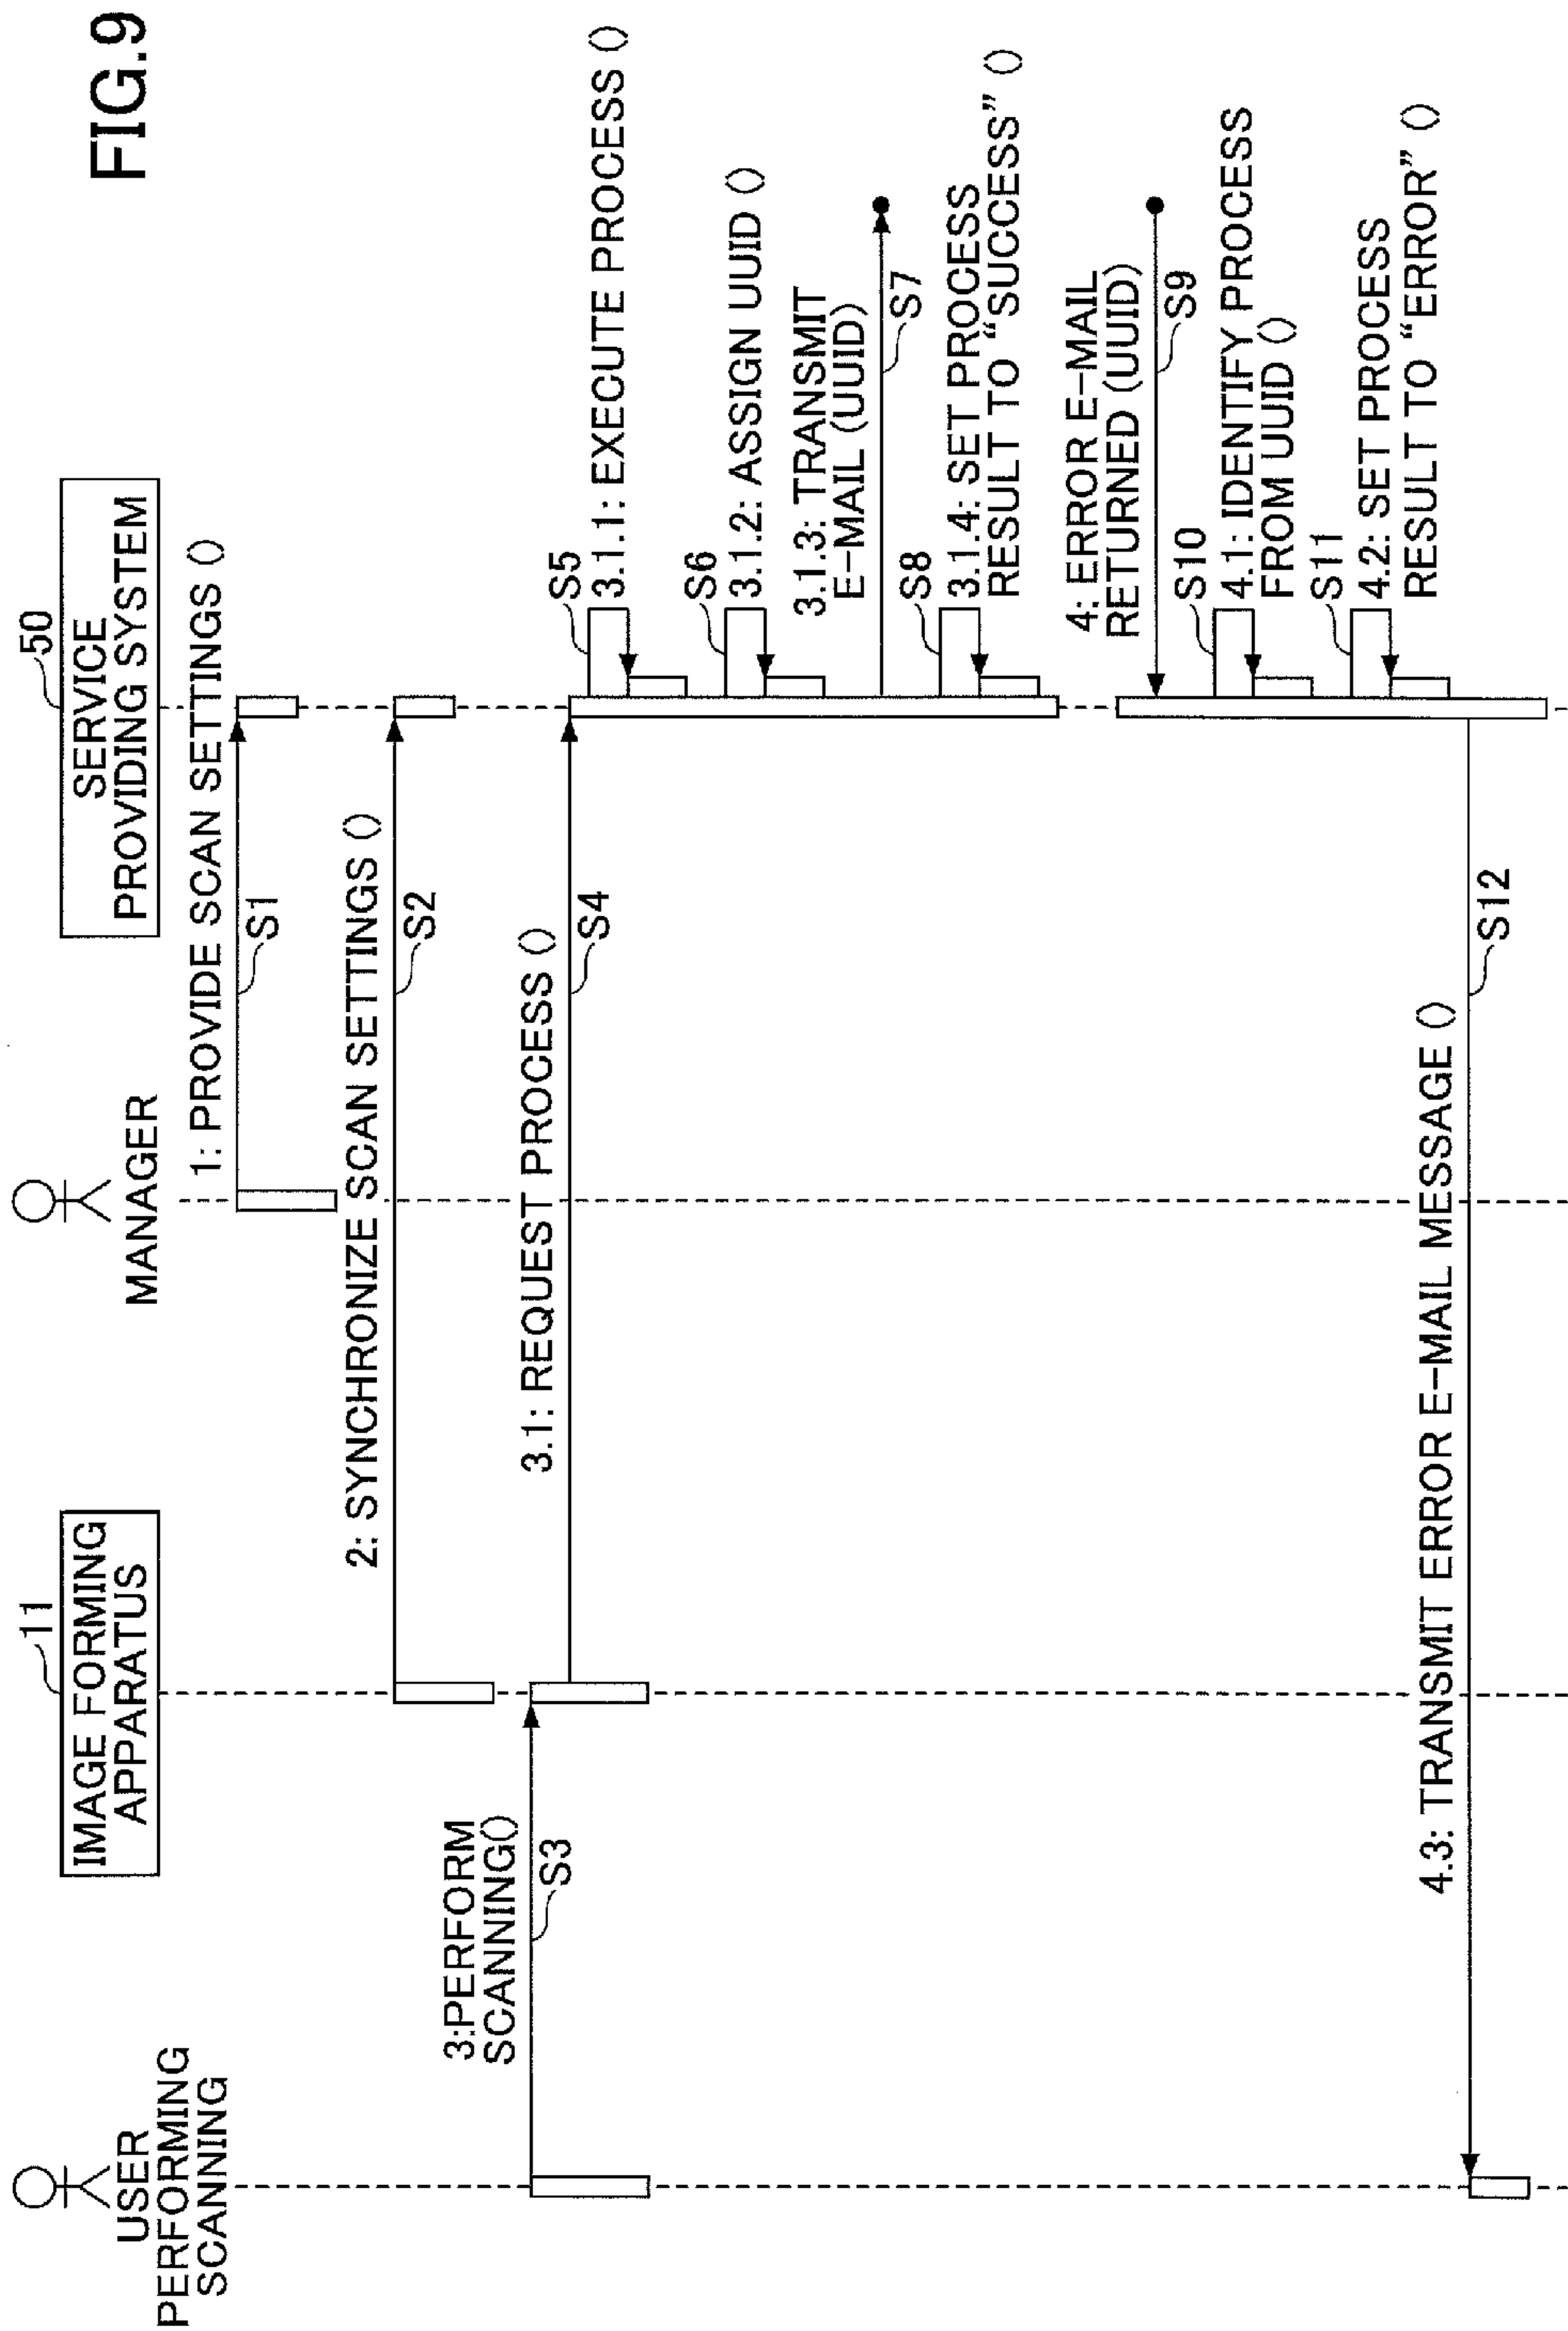 FIG.9
USER
PERFORMING
SCANNING
11
IMAGE FORMING
APPARATUS
MANAGER
50
SERVICE
PROVIDING SYSTEM
1: PROVIDE SCAN SETTINGS ()
S1
2: SYNCHRONIZE SCAN SETTINGS ()
S2
3:PERFORM
SCANNING()
S3
3.1: REQUEST PROCESS ()
S4
S5
3.1.1: EXECUTE PROCESS ()
S6
3.1.2: ASSIGN UUID ()
3.1.3: TRANSMIT
E-MAIL (UUID)
S7
S8
3.1.4: SET PROCESS
RESULT TO “SUCCESS” ()
4: ERROR E-MAIL
RETURNED (UUID)
S9
S10
4.1: IDENTIFY PROCESS
FROM UUID ()
S11
4.2: SET PROCESS
RESULT TO “ERROR” ()
4.3: TRANSMIT ERROR E-MAIL MESSAGE ()
S12